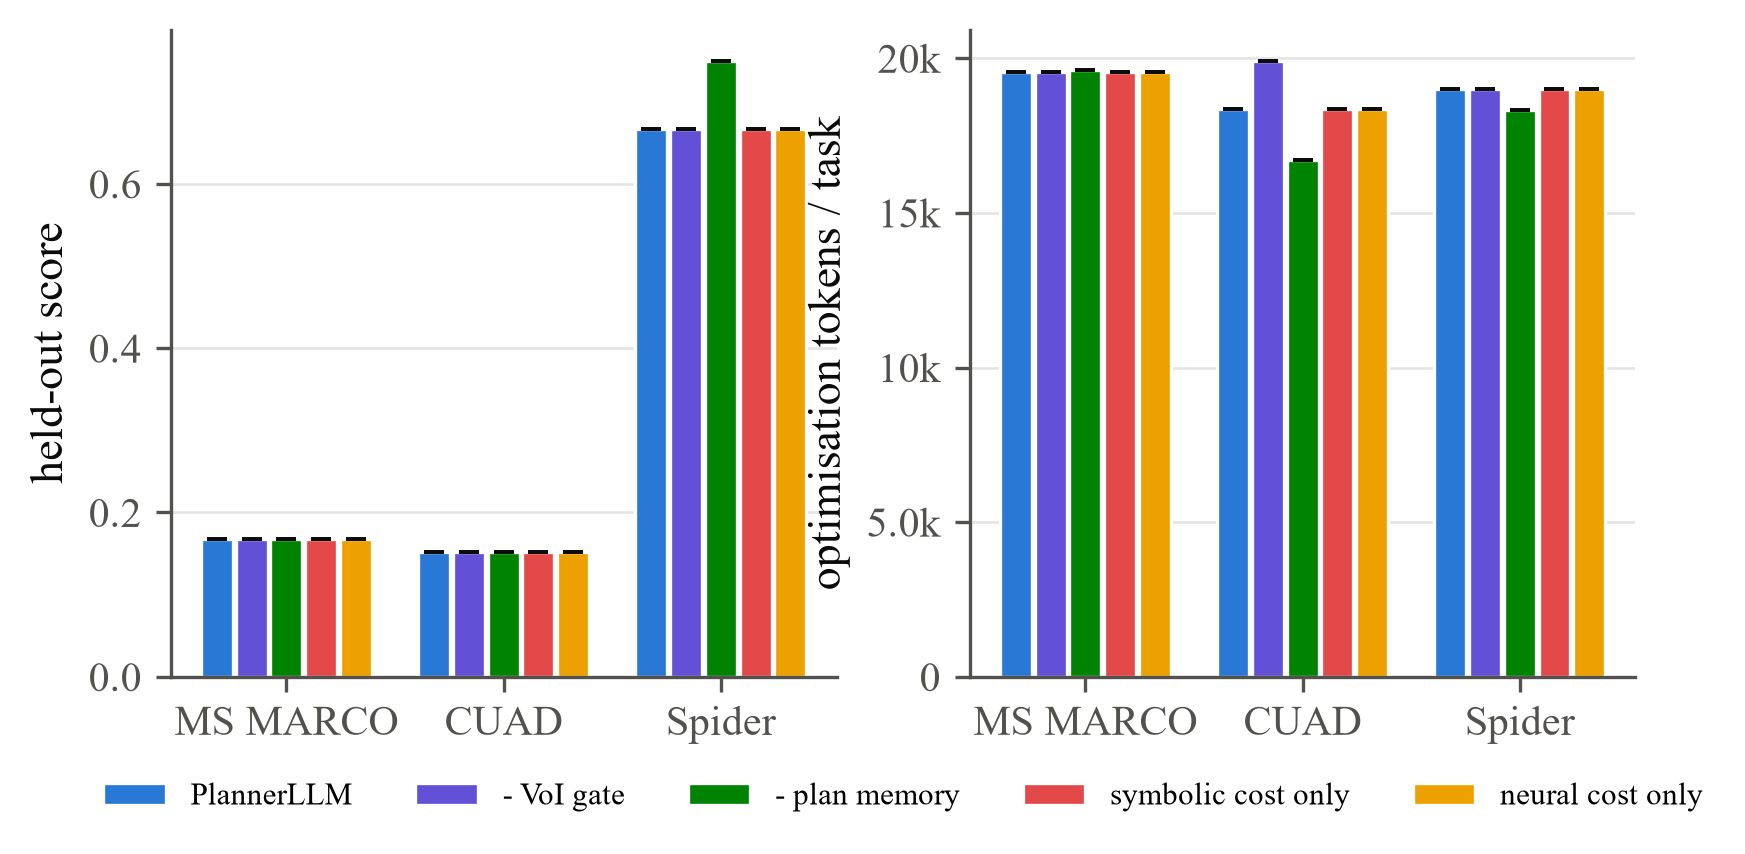 held-out score
0.6
0.4
0.2
0.0
MS MARCO
CUAD
Spider
optimisation tokens / task
20k
15k
10k
5.0k
0
MS MARCO
CUAD
Spider
PlannerLLM
- VoI gate
- plan memory
symbolic cost only
neural cost only